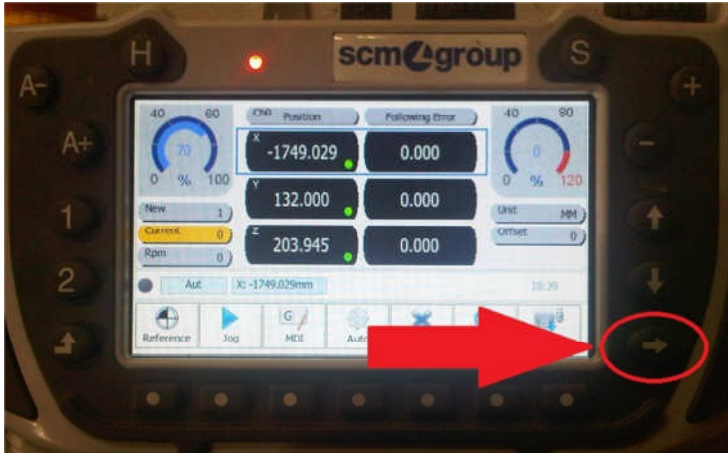 H
scm group
S
A-
+
A+
-
1
2
40 60
70
0 % 100
Ch0 Position
Following Error
40 80
0
0 % 120
X -1749.029
0.000
Y 132.000
0.000
Z 203.945
0.000
New 1
Current 0
Rpm 0
Unit MM
Offset 0
Aut
X: -1749.029mm
Reference
Jog
G
MDI